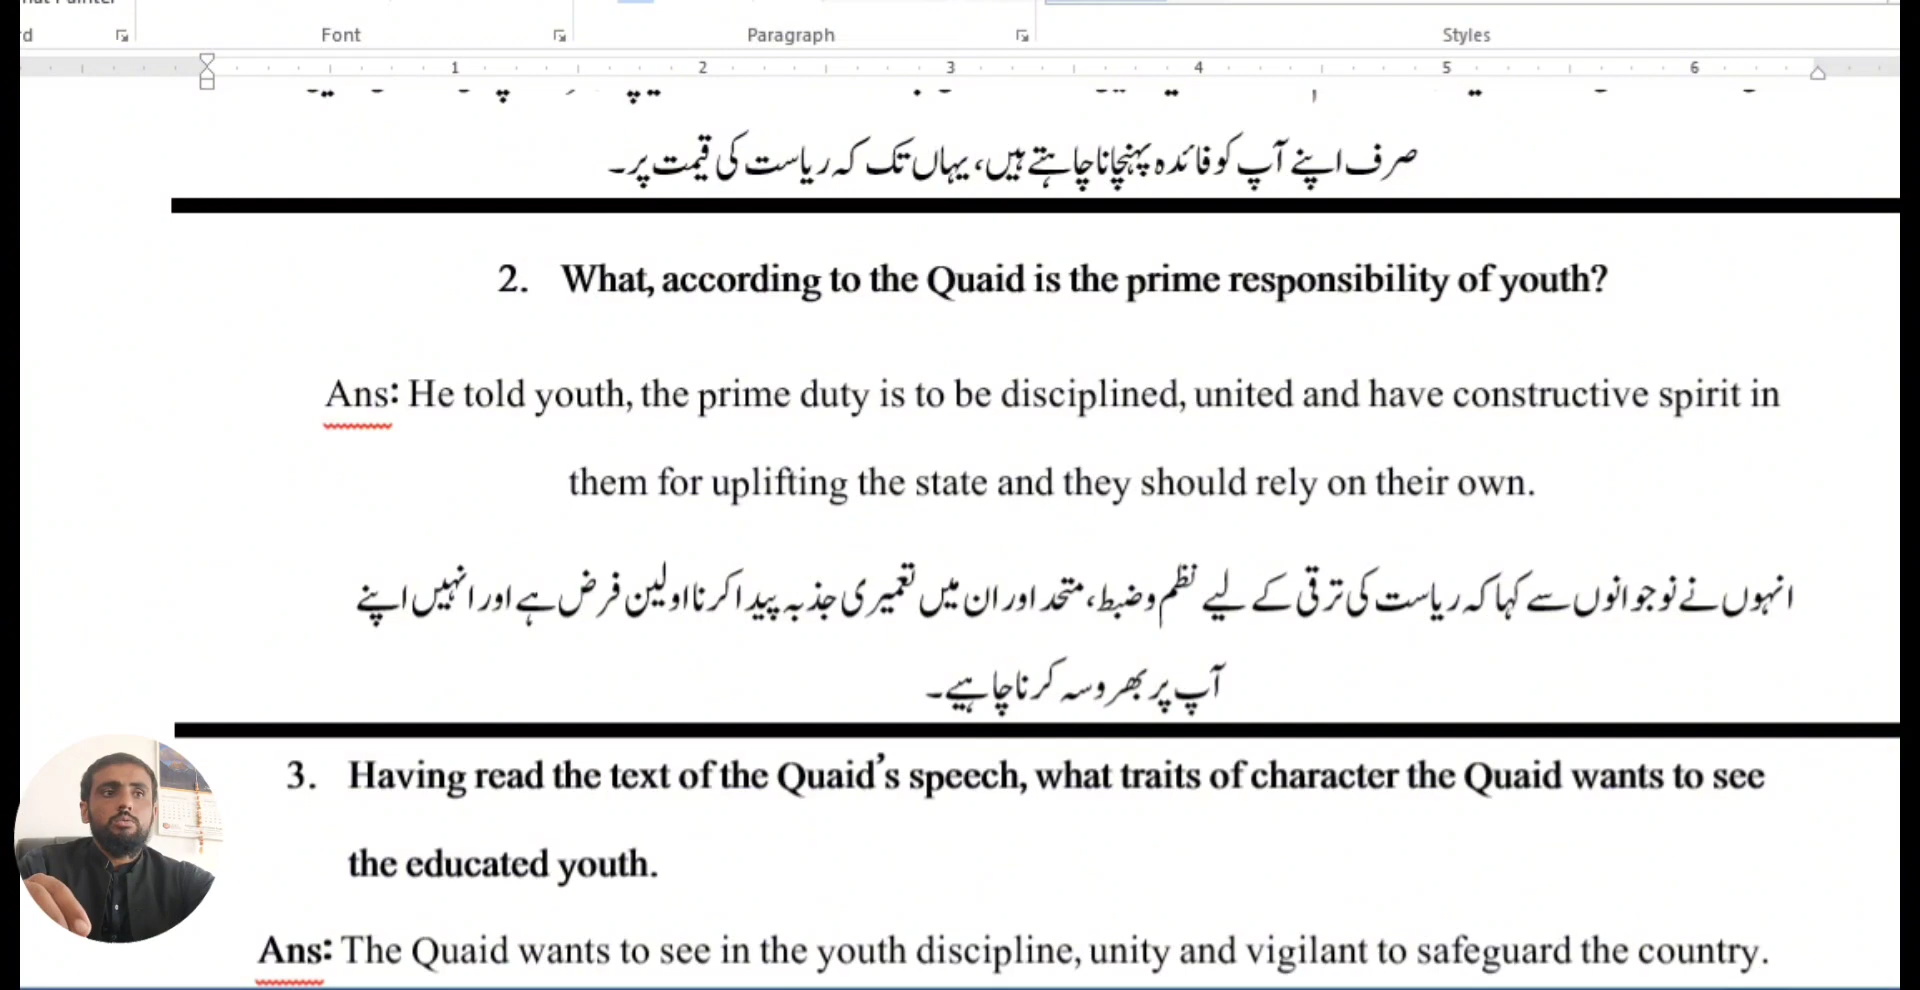 d
Font
Paragraph
Styles
1 2 3 4 5 6
صرف اپنے آپ کو فائدہ پہنچانا چاہتے ہیں، یہاں تک کہ ریاست کی قیمت پر۔
2. What, according to the Quaid is the prime responsibility of youth?
Ans: He told youth, the prime duty is to be disciplined, united and have constructive spirit in
them for uplifting the state and they should rely on their own.
انہوں نے نوجوانوں سے کہا کہ ریاست کی ترقی کے لیے نظم و ضبط، متحد اور ان میں تعمیری جذبہ پیدا کرنا اولین فرض ہے اور انہیں اپنے
آپ پر بھروسہ کرنا چاہیے۔
3. Having read the text of the Quaid's speech, what traits of character the Quaid wants to see
the educated youth.
Ans: The Quaid wants to see in the youth discipline, unity and vigilant to safeguard the country.